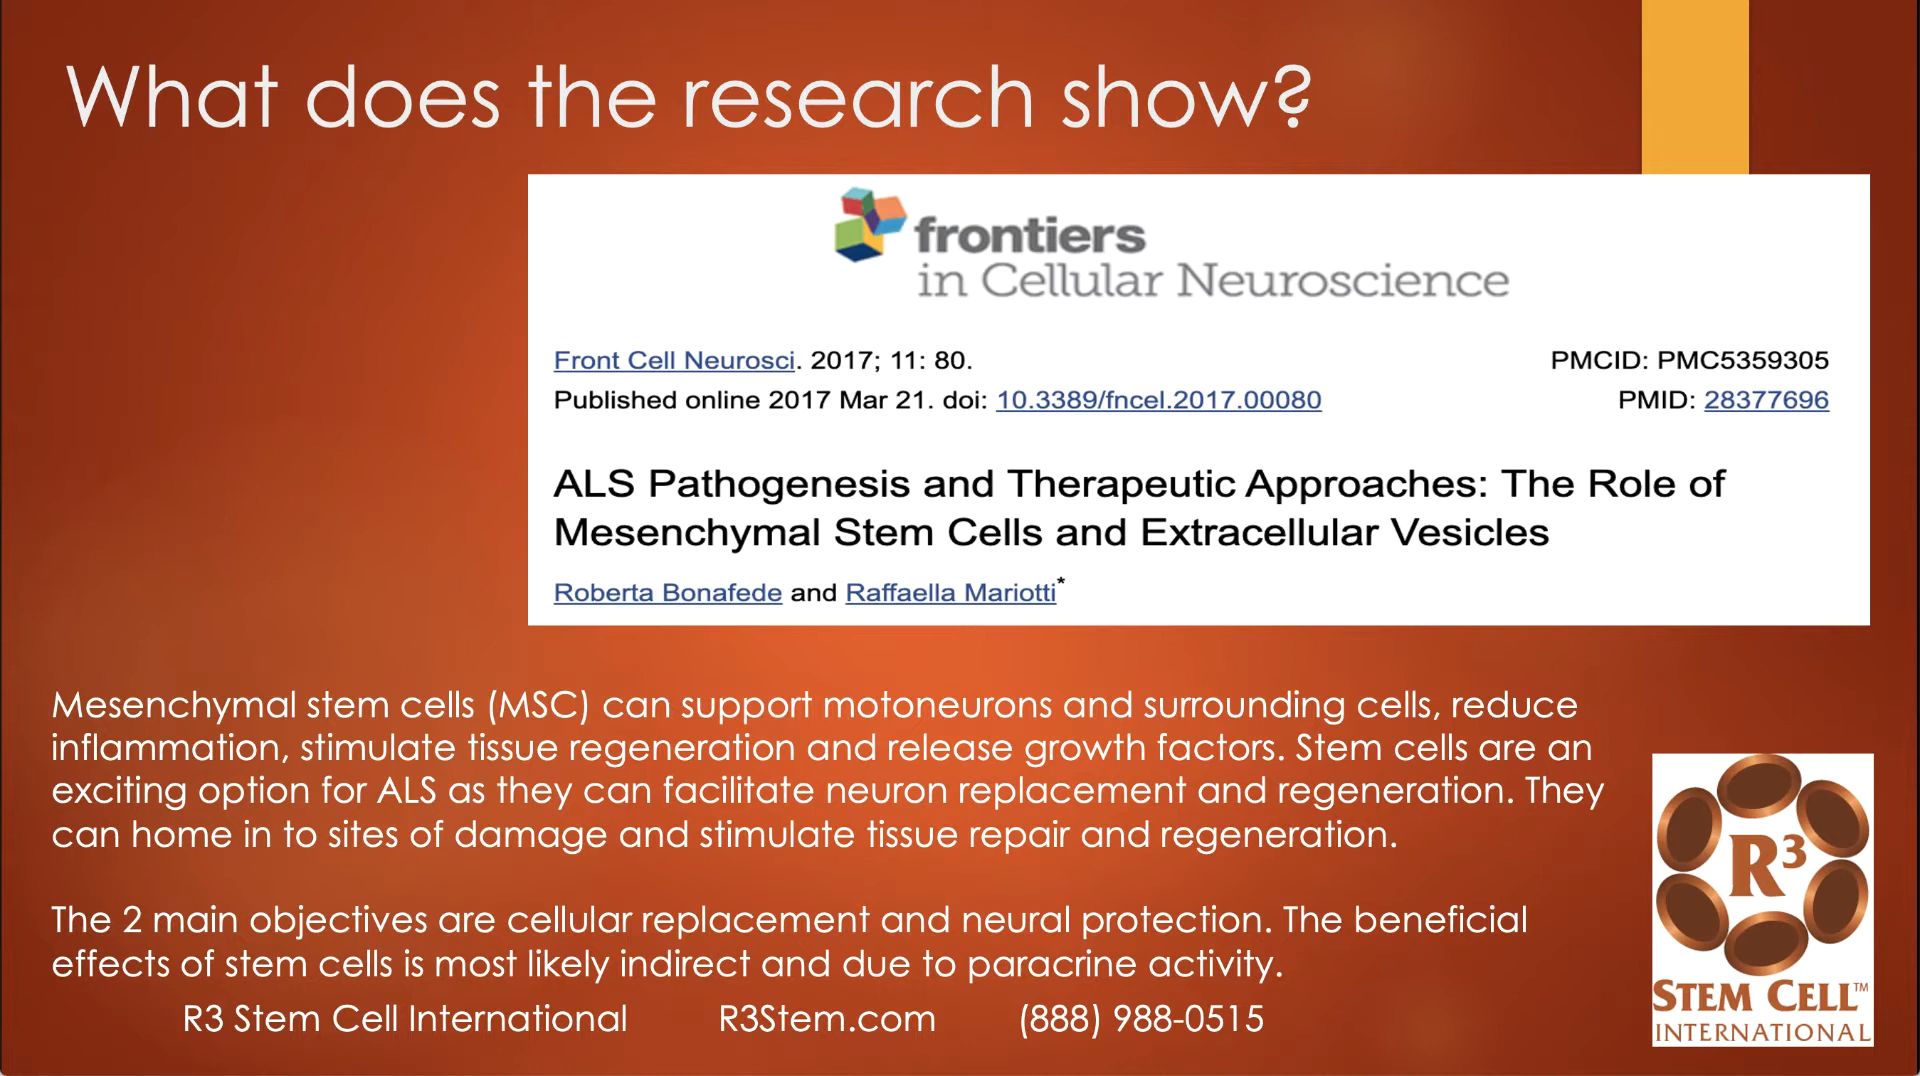 What does the research show?
frontiers
in Cellular Neuroscience
Front Cell Neurosci. 2017; 11: 80. PMCID: PMC5359305
Published online 2017 Mar 21. doi: 10.3389/fncel.2017.00080 PMID: 28377696
ALS Pathogenesis and Therapeutic Approaches: The Role of
Mesenchymal Stem Cells and Extracellular Vesicles
Roberta Bonafede and Raffaella Mariotti*
Mesenchymal stem cells (MSC) can support motoneurons and surrounding cells, reduce
inflammation, stimulate tissue regeneration and release growth factors. Stem cells are an
exciting option for ALS as they can facilitate neuron replacement and regeneration. They
can home in to sites of damage and stimulate tissue repair and regeneration.
The 2 main objectives are cellular replacement and neural protection. The beneficial
effects of stem cells is most likely indirect and due to paracrine activity.
R3 Stem Cell International R3Stem.com (888) 988-0515
R³
STEM CELL™
INTERNATIONAL